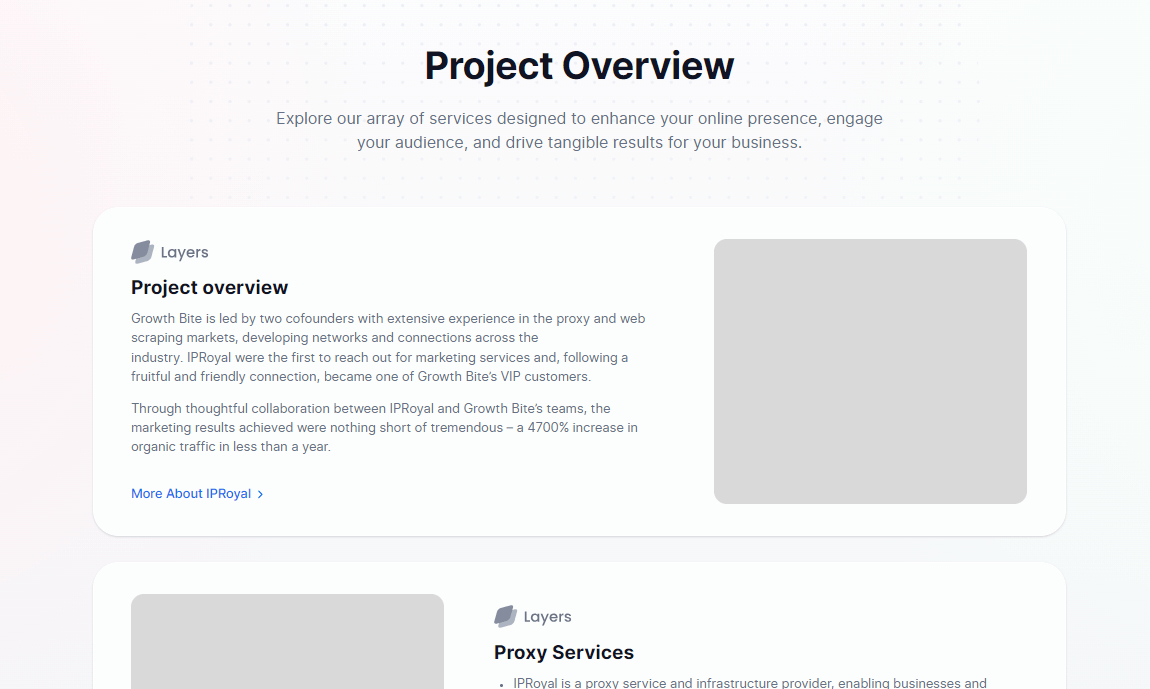 Project Overview
Explore our array of services designed to enhance your online presence, engage
your audience, and drive tangible results for your business.
Layers
Project overview
Growth Bite is led by two cofounders with extensive experience in the proxy and web
scraping markets, developing networks and connections across the
industry. IPRoyal were the first to reach out for marketing services and, following a
fruitful and friendly connection, became one of Growth Bite's VIP customers.
Through thoughtful collaboration between IPRoyal and Growth Bite's teams, the
marketing results achieved were nothing short of tremendous – a 4700% increase in
organic traffic in less than a year.
More About IPRoyal >
Layers
Proxy Services
• IPRoyal is a proxy service and infrastructure provider, enabling businesses and